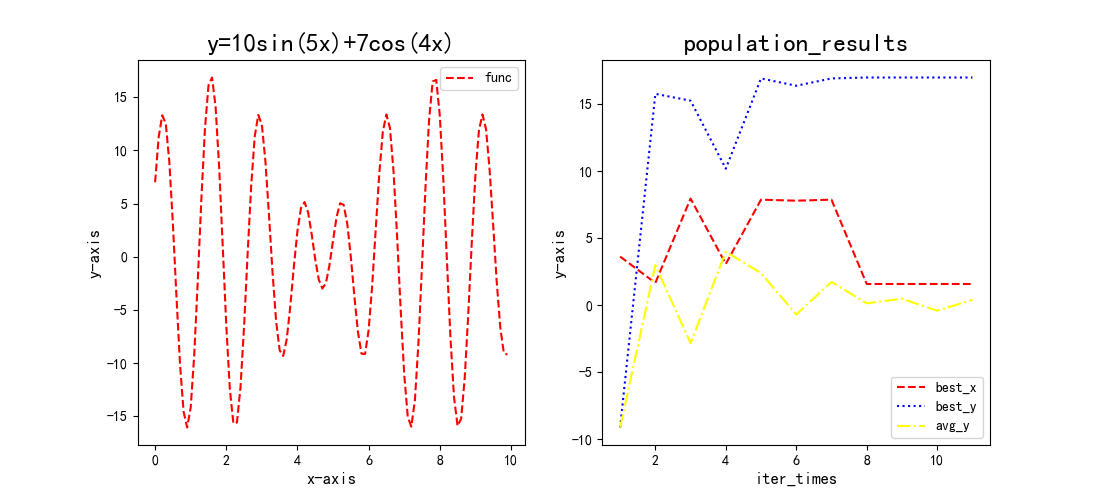 y=10sin(5x)+7cos(4x)
func
y-axis
15
10
5
0
−5
−10
−15
0
2
4
6
8
10
x-axis
population_results
y-axis
15
10
5
0
−5
−10
best_x
best_y
avg_y
2
4
6
8
10
iter_times